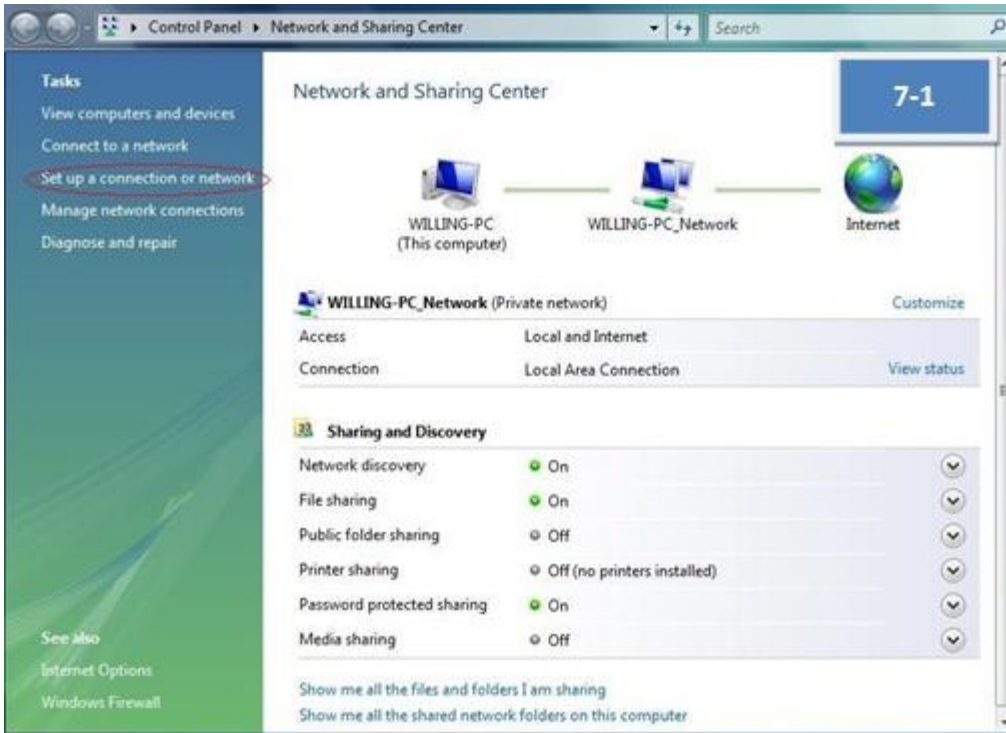 Control Panel Network and Sharing Center
Search
Tasks
View computers and devices
Connect to a network
Set up a connection or network
Manage network connections
Diagnose and repair
See also
Internet Options
Windows Firewall
Network and Sharing Center
7-1
WILLING-PC
(This computer)
WILLING-PC_Network
Internet
WILLING-PC_Network (Private network) Customize
Access Local and Internet
Connection Local Area Connection View status
Sharing and Discovery
Network discovery On
File sharing On
Public folder sharing Off
Printer sharing Off (no printers installed)
Password protected sharing On
Media sharing Off
Show me all the files and folders I am sharing
Show me all the shared network folders on this computer